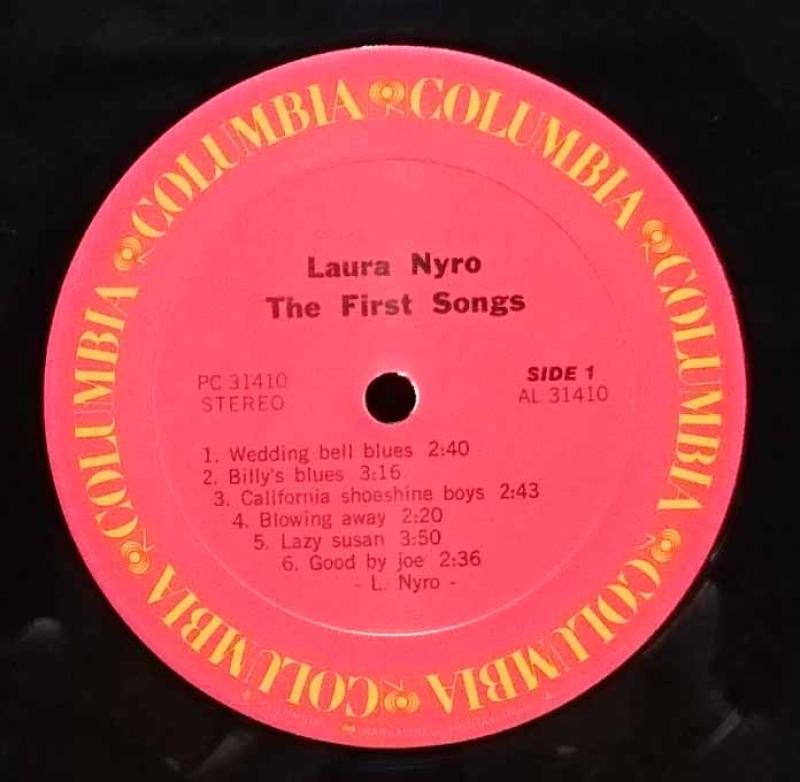 COLUMBIA COLUMBIA COLUMBIA COLUMBIA COLUMBIA COLUMBIA COLUMBIA COLUMBIA
Laura Nyro
The First Songs
PC 31410
STEREO
SIDE 1
AL 31410
1. Wedding bell blues 2:40
2. Billy's blues 3:16
3. California shoeshine boys 2:43
4. Blowing away 2:20
5. Lazy susan 3:50
6. Good by joe 2:36
- L. Nyro -